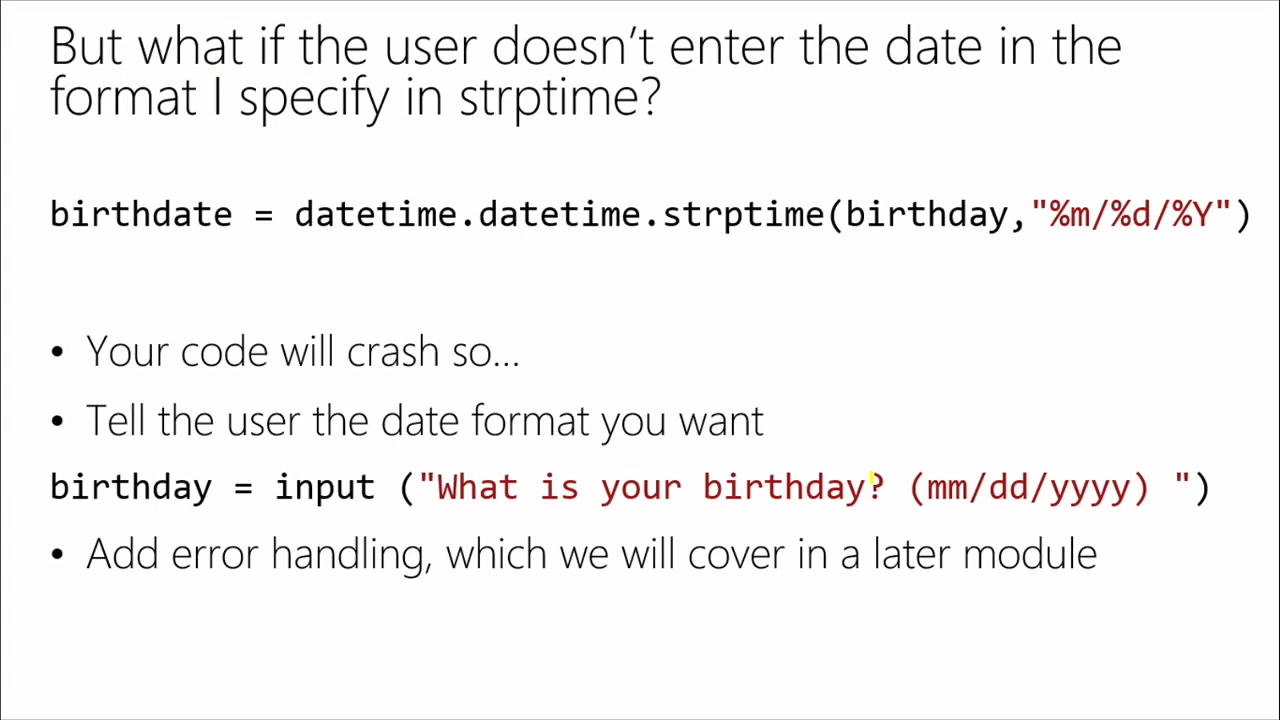 But what if the user doesn’t enter the date in the
format I specify in strptime?
birthdate = datetime.datetime.strptime(birthday,"%m/%d/%Y")
• Your code will crash so…
• Tell the user the date format you want
birthday = input ("What is your birthday? (mm/dd/yyyy) ")
• Add error handling, which we will cover in a later module